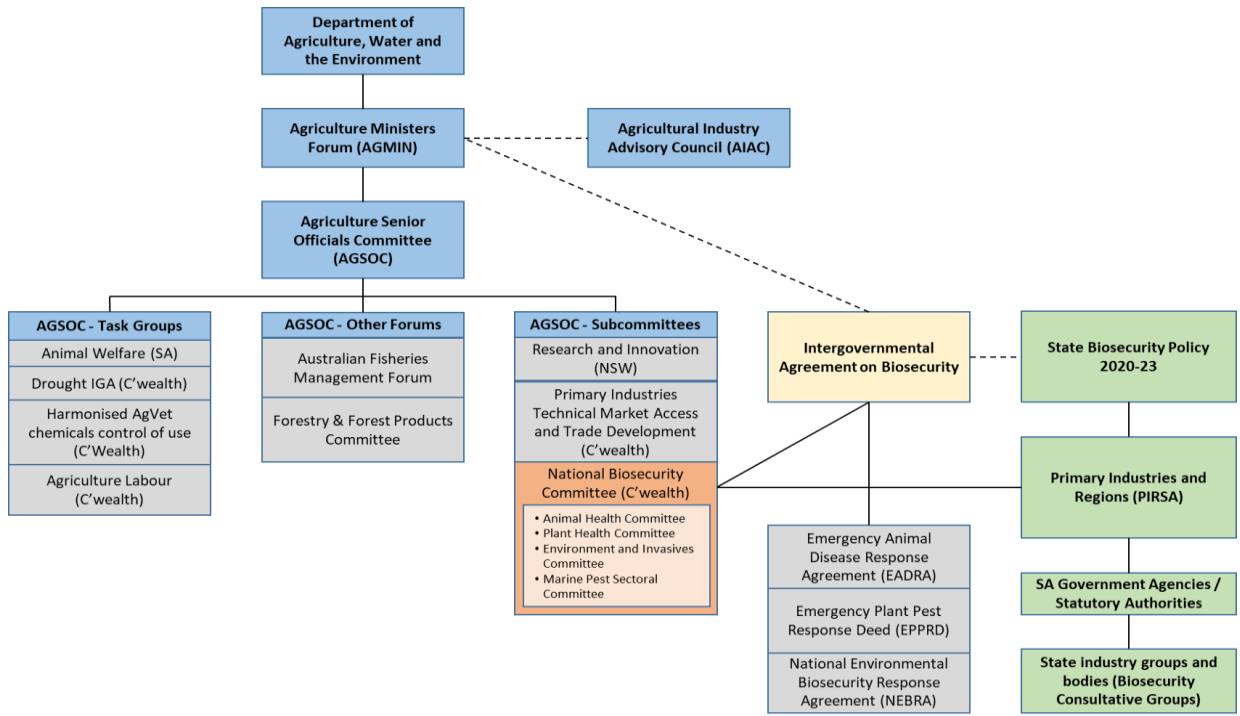 Department of
Agriculture, Water and
the Environment
Agriculture Ministers
Forum (AGMIN)
Agricultural Industry
Advisory Council (AIAC)
Agriculture Senior
Officials Committee
(AGSOC)
AGSOC - Task Groups
Animal Welfare (SA)
Drought IGA (C'wealth)
Harmonised AgVet
chemicals control of use
(C'Wealth)
Agriculture Labour
(C'wealth)
AGSOC - Other Forums
Australian Fisheries
Management Forum
Forestry & Forest Products
Committee
AGSOC - Subcommittees
Research and Innovation
(NSW)
Primary Industries
Technical Market Access
and Trade Development
(C'wealth)
National Biosecurity
Committee (C'wealth)
• Animal Health Committee
• Plant Health Committee
• Environment and Invasives
Committee
• Marine Pest Sectoral
Committee
Intergovernmental
Agreement on Biosecurity
Emergency Animal
Disease Response
Agreement (EADRA)
Emergency Plant Pest
Response Deed (EPPRD)
National Environmental
Biosecurity Response
Agreement (NEBRA)
State Biosecurity Policy
2020-23
Primary Industries and
Regions (PIRSA)
SA Government Agencies /
Statutory Authorities
State industry groups and
bodies (Biosecurity
Consultative Groups)